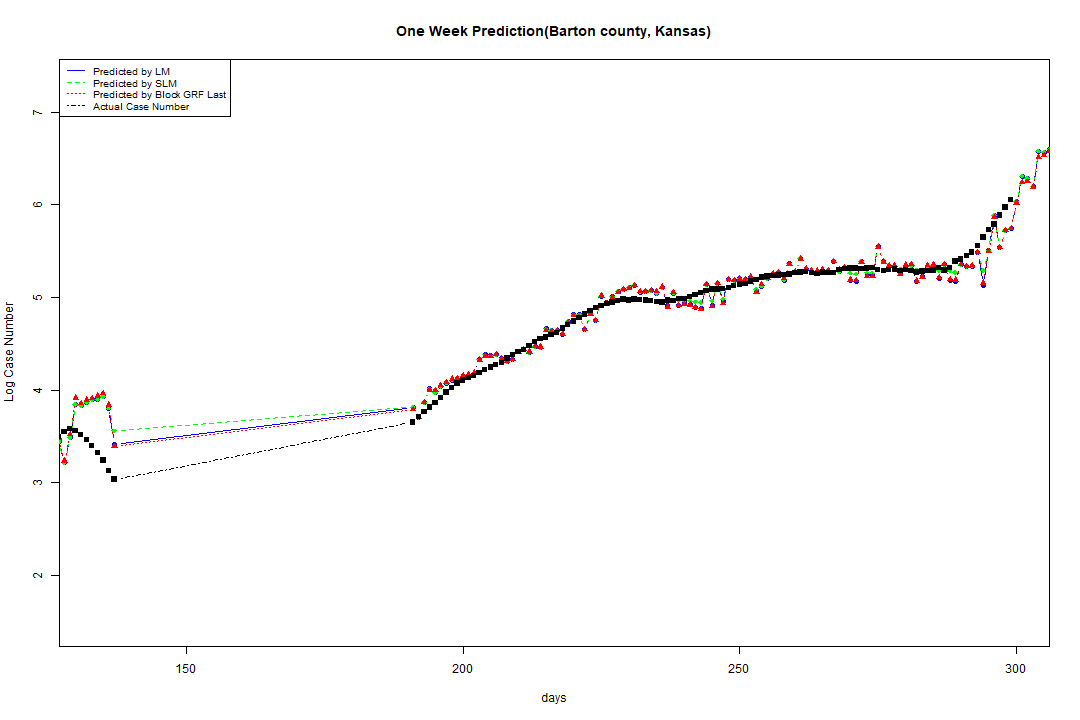 One Week Prediction(Barton county, Kansas)
Predicted by LM
Predicted by SLM
Predicted by Block GRF Last
Actual Case Number
7
6
5
4
3
2
Log Case Number
150 200 250 300
days